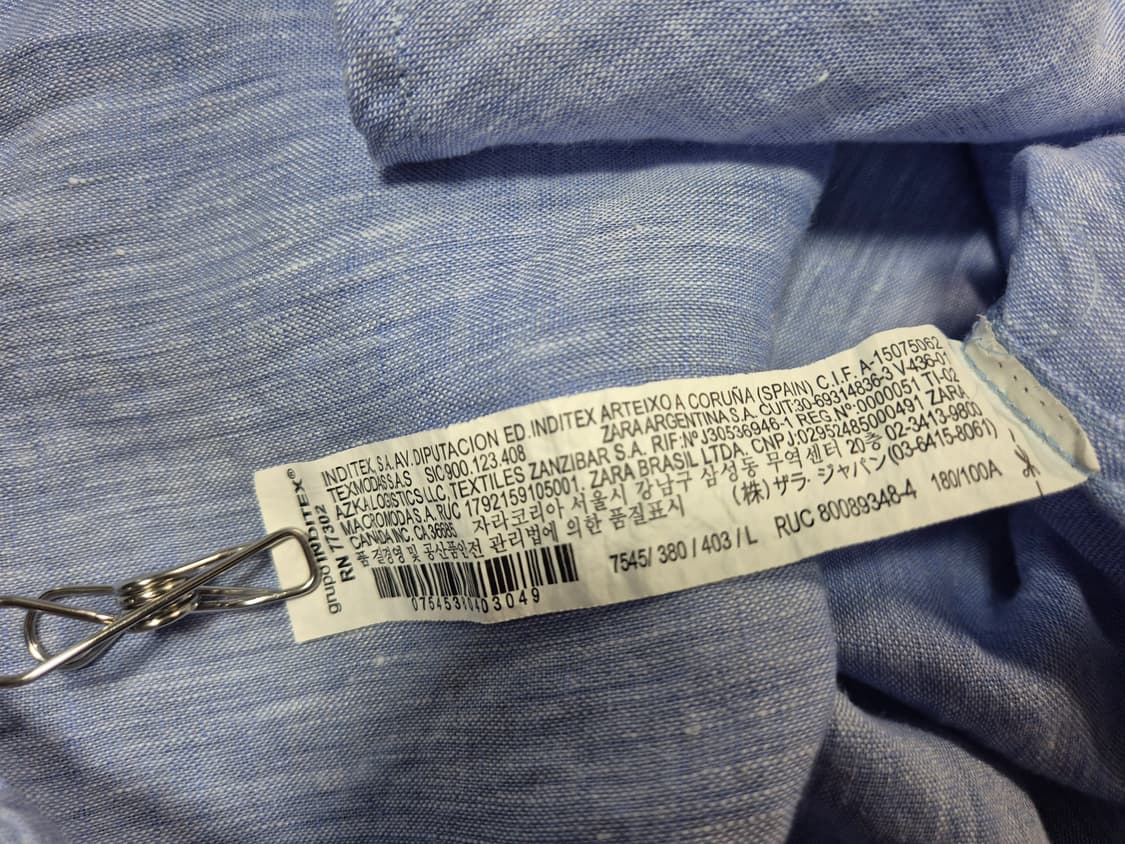 grupo INDITEX®
RN 77302
INDITEX, S.A. AV. DIPUTACION ED. INDITEX ARTEIXO A CORUÑA (SPAIN) C.I.F. A-15075062
TEXMODA S.A.S SIC 900.123.408 ZARA ARGENTINA S.A. CUIT:30-69314836-3 V-436-01
AZKA LOGISTICS LLC, TEXTILES ZANZIBAR S.A. RIF:Nº J30536946-1 REG.Nº:0000051 TI-02
MACROMODA S.A. RUC 1792159105001. ZARA BRASIL LTDA. CNPJ:02952485000491 ZARA
CANADA INC. CA 36685 자라코리아 서울시 강남구 삼성동 무역센터 20층 02-3413-9800
품질경영 및 공산품안전 관리법에 의한 품질표시 (株)ザラ・ジャパン(03-6415-8061)
7545/ 380 / 403 / L RUC 80089348-4 180/100A
07545380403049